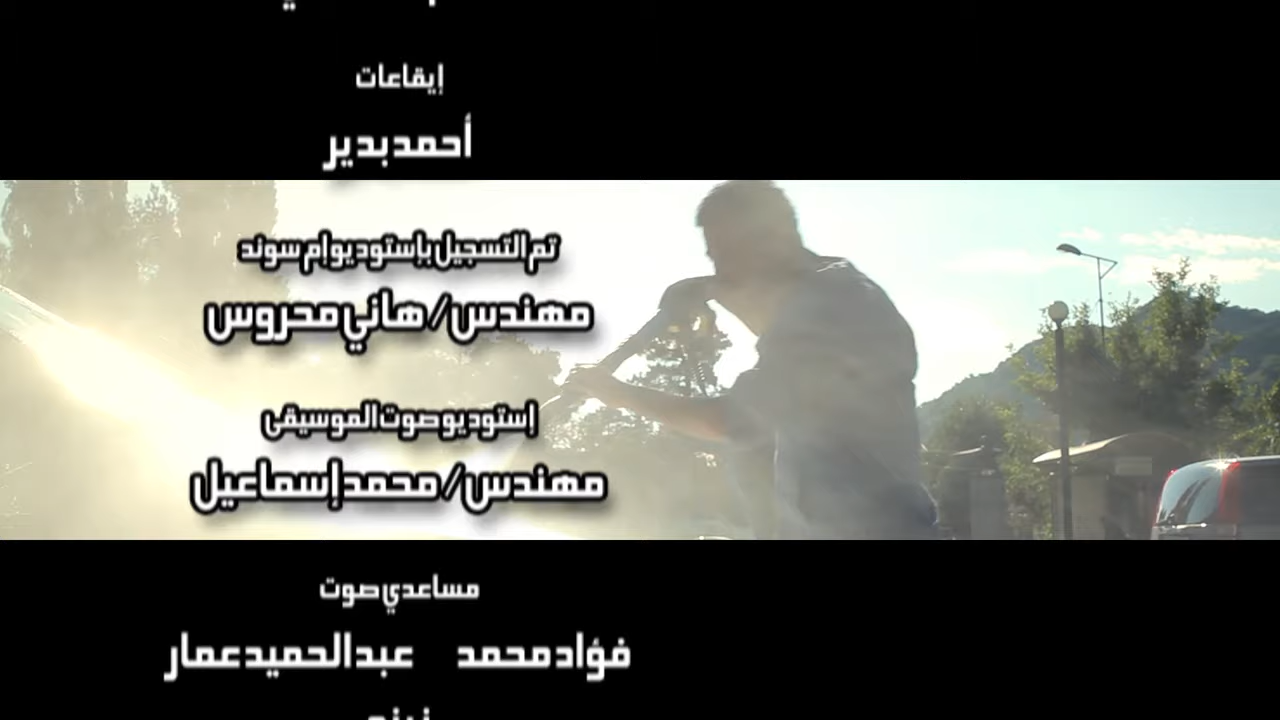 إيقاعات
أحمد بدير
تم التسجيل بإستوديو إم سوند
مهندس / هاني محروس
إستوديو صوت الموسيقى
مهندس / محمد إسماعيل
مساعدي صوت
فؤاد محمد عبدالحميد عمار